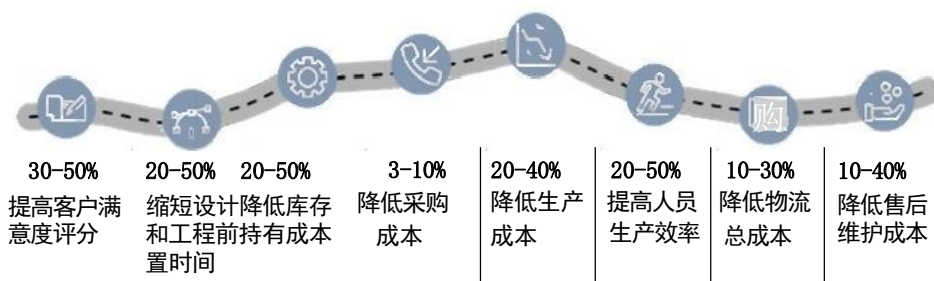 购
30-50%
提高客户满
意度评分
20-50%
缩短设计
和工程前
置时间
20-50%
降低库存
持有成本
3-10%
降低采购
成本
20-40%
降低生产
成本
20-50%
提高人员
生产效率
10-30%
降低物流
总成本
10-40%
降低售后
维护成本